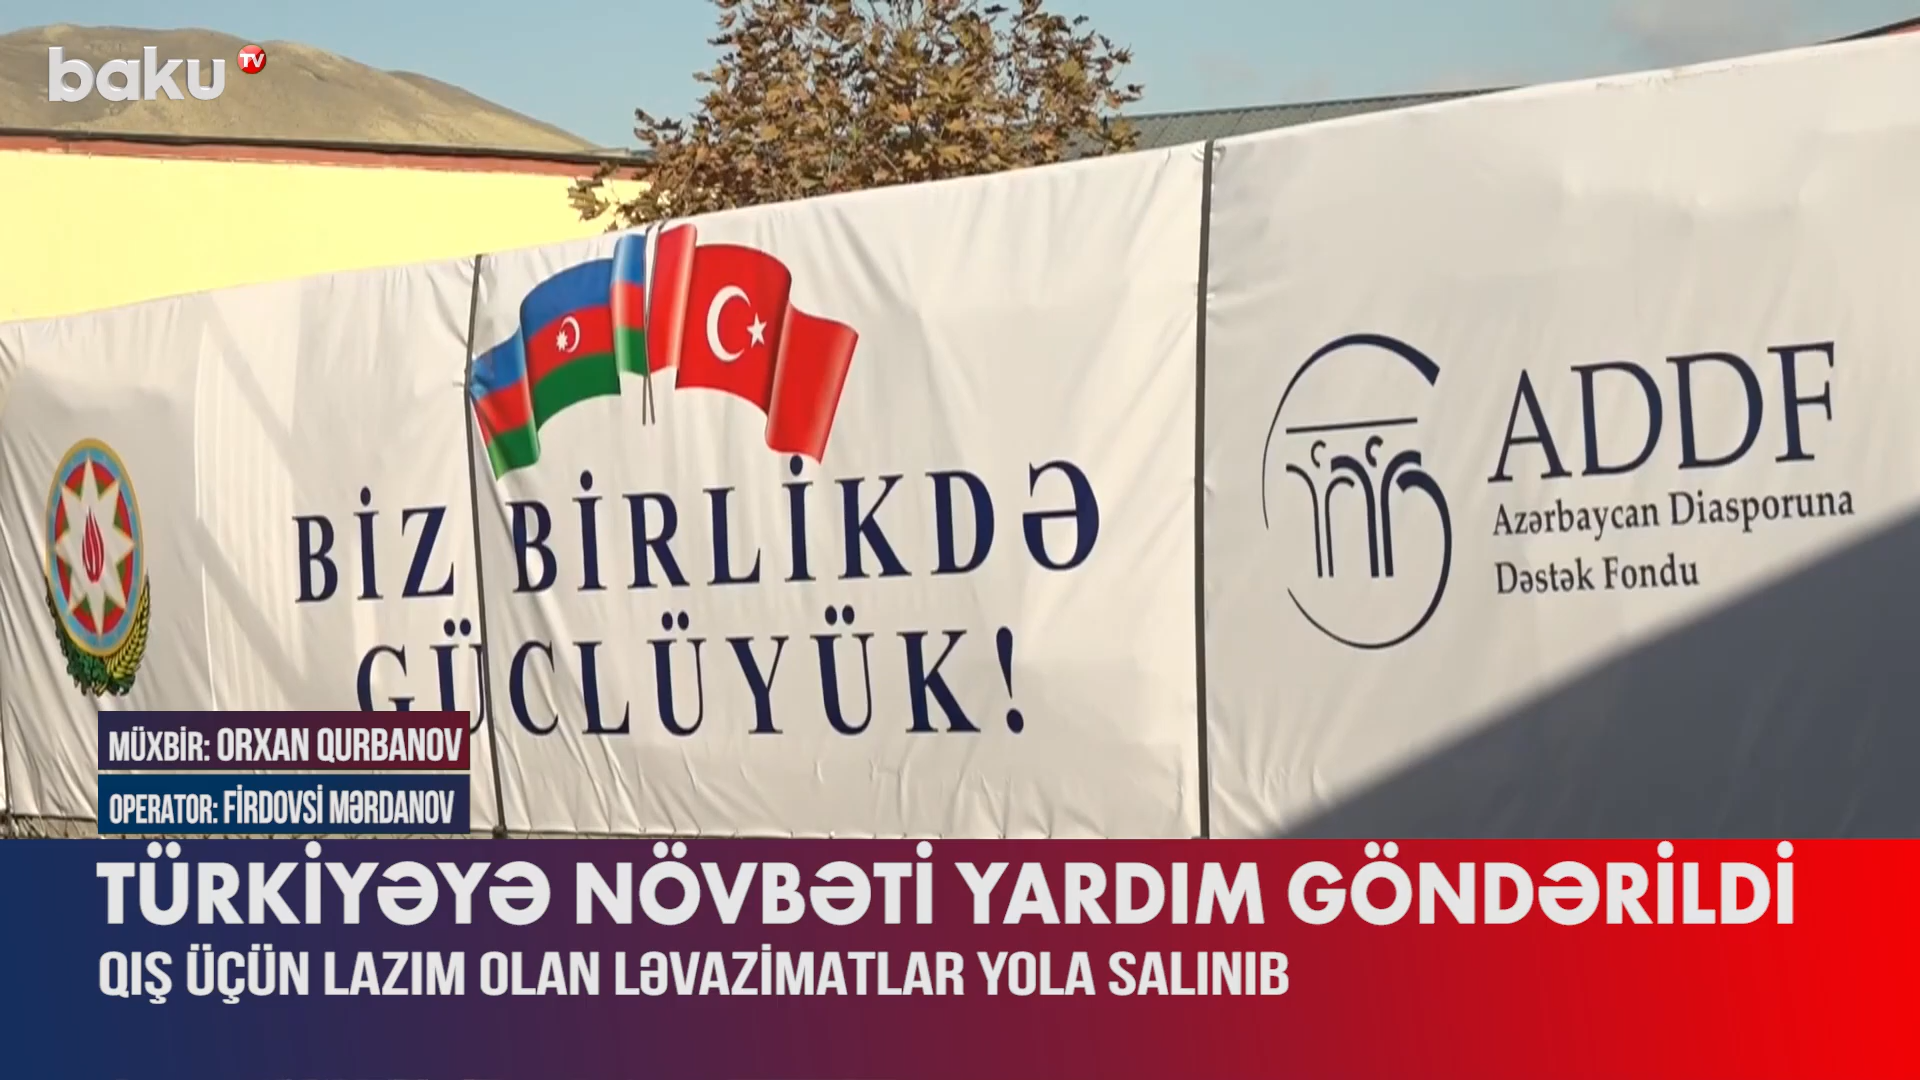 baku TV
BİZ BİRLİKDƏ
GÜCLÜYÜK!
ADDF
Azərbaycan Diasporuna
Dəstək Fondu
MÜXBİR: ORXAN QURBANOV
OPERATOR: FİRDOVSİ MƏRDANOV
TÜRKİYƏYƏ NÖVBƏTİ YARDIM GÖNDƏRİLDİ
QIŞ ÜÇÜN LAZIM OLAN LƏVAZİMATLAR YOLA SALINIB